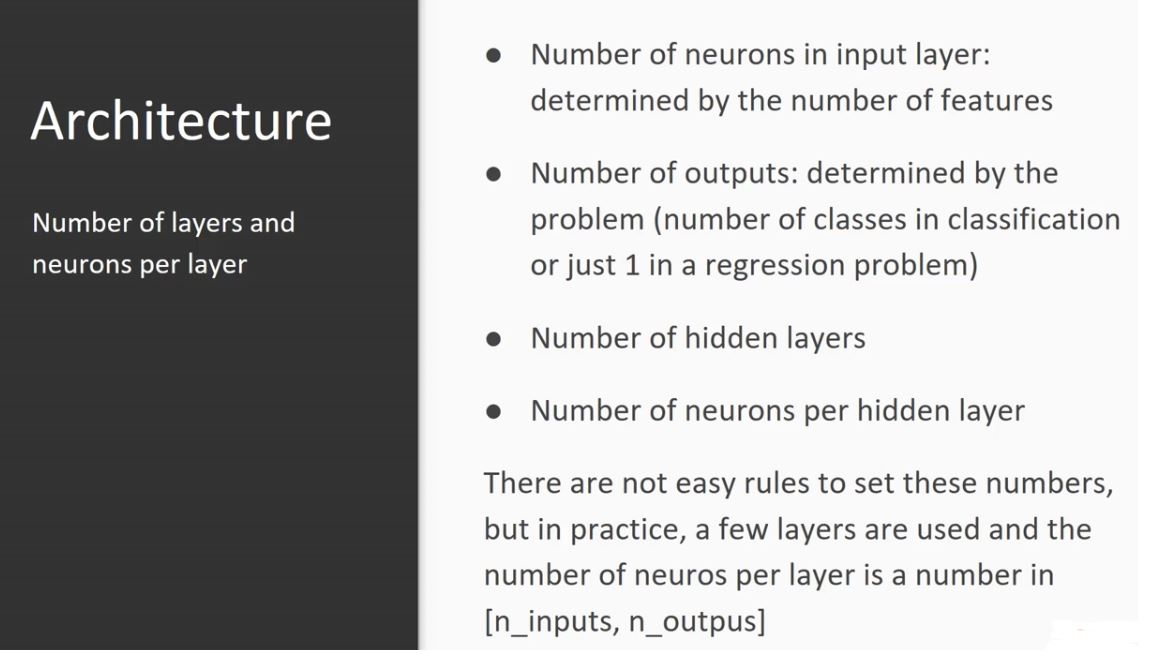 Architecture
Number of layers and
neurons per layer
● Number of neurons in input layer:
determined by the number of features
● Number of outputs: determined by the
problem (number of classes in classification
or just 1 in a regression problem)
● Number of hidden layers
● Number of neurons per hidden layer
There are not easy rules to set these numbers,
but in practice, a few layers are used and the
number of neuros per layer is a number in
[n_inputs, n_outpus]